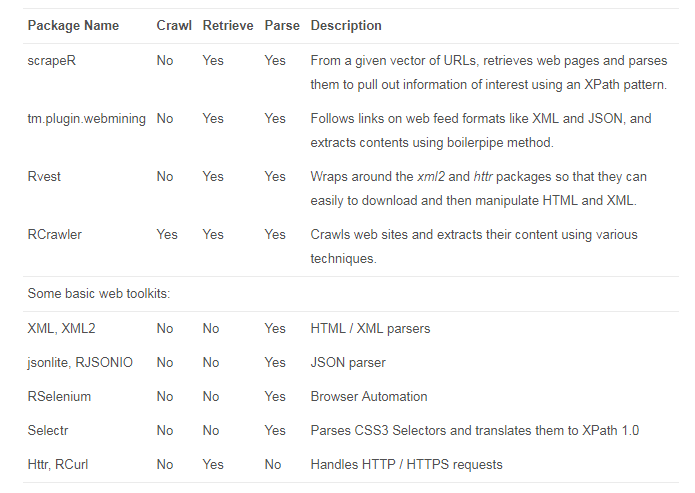 Package Name Crawl Retrieve Parse Description
scrapeR No Yes Yes From a given vector of URLs, retrieves web pages and parses
them to pull out information of interest using an XPath pattern.
tm.plugin.webmining No Yes Yes Follows links on web feed formats like XML and JSON, and
extracts contents using boilerpipe method.
Rvest No Yes Yes Wraps around the xml2 and httr packages so that they can
easily to download and then manipulate HTML and XML.
RCrawler Yes Yes Yes Crawls web sites and extracts their content using various
techniques.
Some basic web toolkits:
XML, XML2 No No Yes HTML / XML parsers
jsonlite, RJSONIO No No Yes JSON parser
RSelenium No No Yes Browser Automation
Selectr No No Yes Parses CSS3 Selectors and translates them to XPath 1.0
Httr, RCurl No Yes No Handles HTTP / HTTPS requests